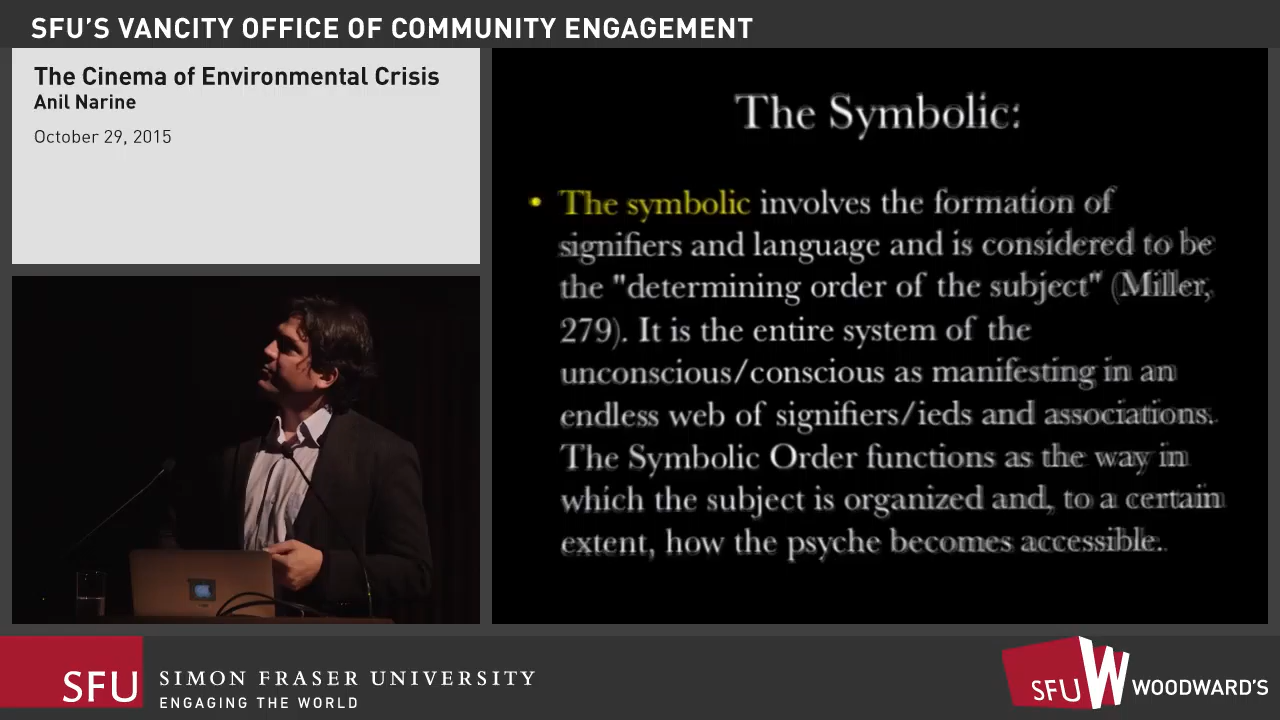 SFU'S VANCITY OFFICE OF COMMUNITY ENGAGEMENT
The Cinema of Environmental Crisis
Anil Narine
October 29, 2015
The Symbolic:
• The symbolic involves the formation of
signifiers and language and is considered to be
the "determining order of the subject" (Miller,
279). It is the entire system of the
unconscious/conscious as manifesting in an
endless web of signifiers/ieds and associations.
The Symbolic Order functions as the way in
which the subject is organized and, to a certain
extent, how the psyche becomes accessible.
SFU SIMON FRASER UNIVERSITY
ENGAGING THE WORLD
SFU W WOODWARD'S